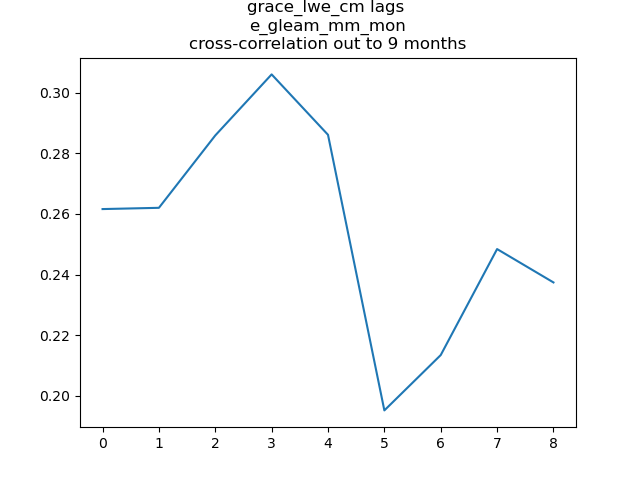 grace_lwe_cm lags
e_gleam_mm_mon
cross-correlation out to 9 months
0.30
0.28
0.26
0.24
0.22
0.20
0 1 2 3 4 5 6 7 8